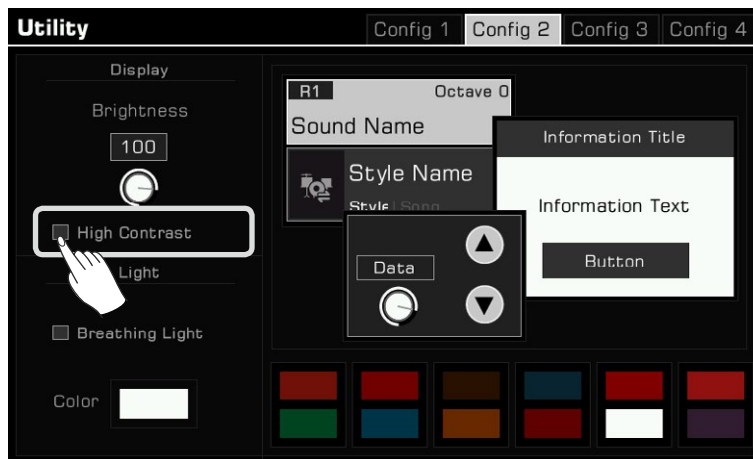 Utility
Config 1 Config 2 Config 3 Config 4
Display
Brightness
100
High Contrast
Light
Breathing Light
Color
R1 Octave 0
Sound Name
Style Name
Style Song
Data
Information Title
Information Text
Button